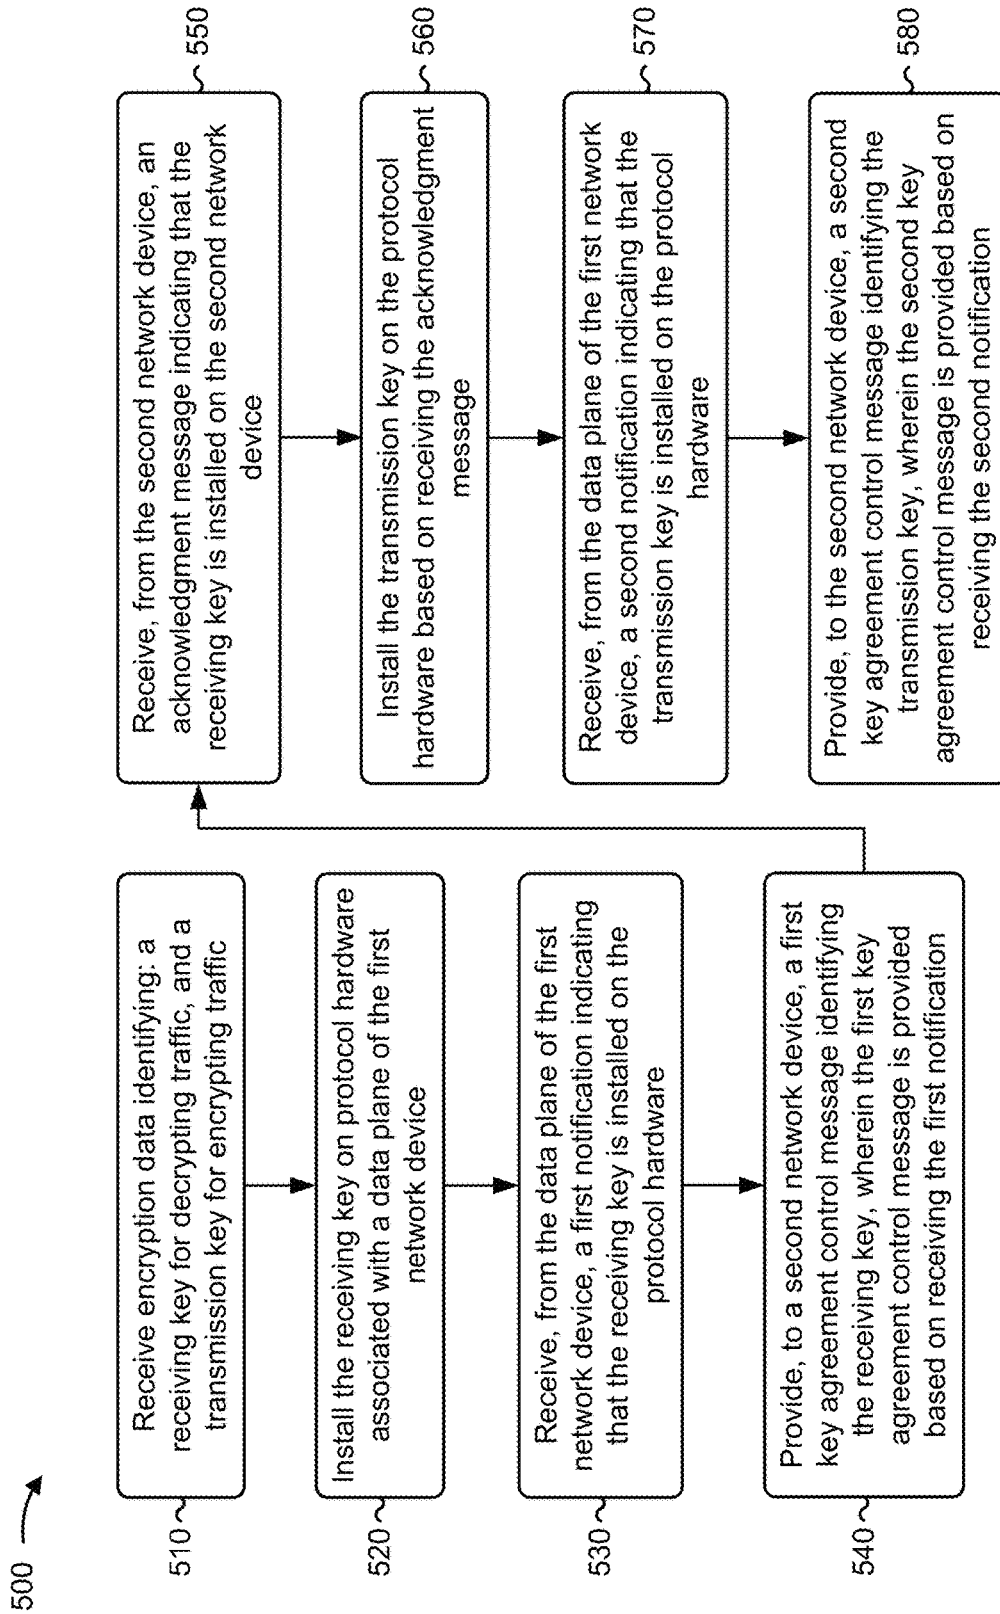 500
510
Receive encryption data identifying: a
receiving key for decrypting traffic, and a
transmission key for encrypting traffic
520
Install the receiving key on protocol hardware
associated with a data plane of the first
network device
530
Receive, from the data plane of the first
network device, a first notification indicating
that the receiving key is installed on the
protocol hardware
540
Provide, to a second network device, a first
key agreement control message identifying
the receiving key, wherein the first key
agreement control message is provided
based on receiving the first notification
550
Receive, from the second network device, an
acknowledgment message indicating that the
receiving key is installed on the second network
device
560
Install the transmission key on the protocol
hardware based on receiving the acknowledgment
message
570
Receive, from the data plane of the first network
device, a second notification indicating that the
transmission key is installed on the protocol
hardware
580
Provide, to the second network device, a second
key agreement control message identifying the
transmission key, wherein the second key
agreement control message is provided based on
receiving the second notification